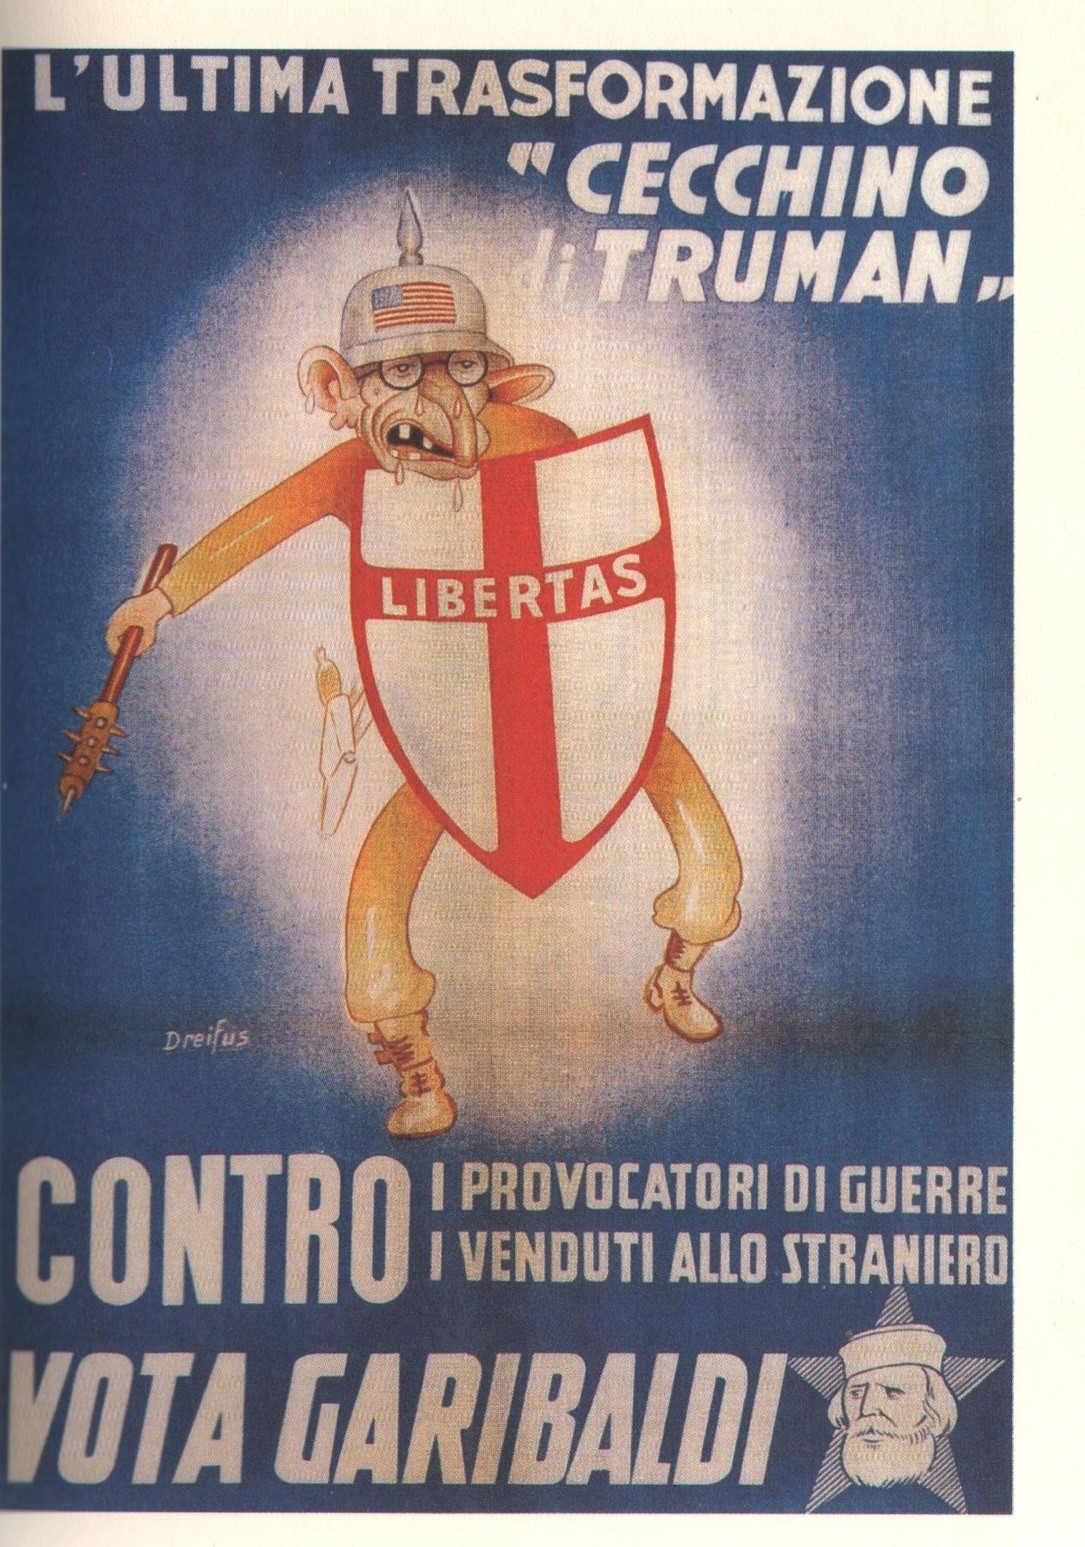 L'ULTIMA TRASFORMAZIONE
"CECCHINO
di TRUMAN„
LIBERTAS
Dreifus
CONTRO
I PROVOCATORI DI GUERRE
I VENDUTI ALLO STRANIERO
VOTA GARIBALDI